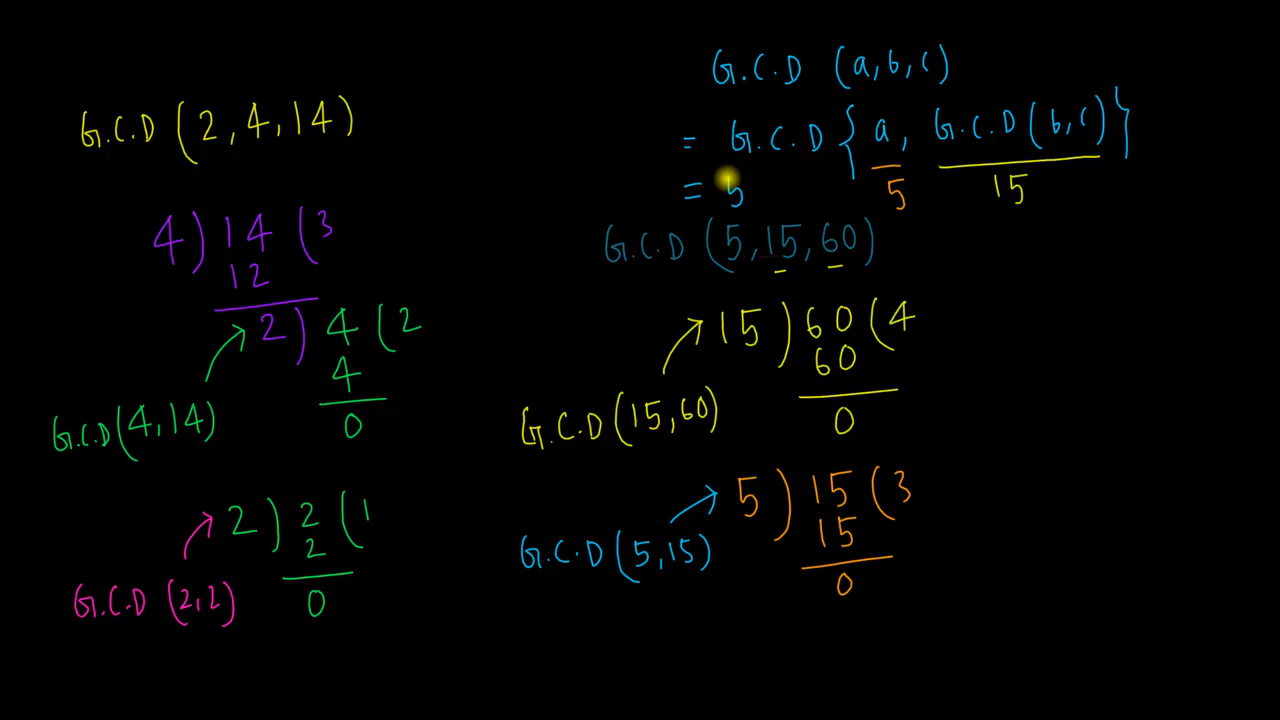 G.C.D (2, 4, 14)
4) 14 (3
12
2) 4 (2
4
0
G.C.D (4, 14)
2) 2 (1
2
0
G.C.D (2, 2)
G.C.D (a, b, c)
= G.C.D { a, G.C.D (b, c) }
5 15
= 5
G.C.D (5, 15, 60)
15) 60 (4
60
0
G.C.D (15, 60)
5) 15 (3
15
0
G.C.D (5, 15)